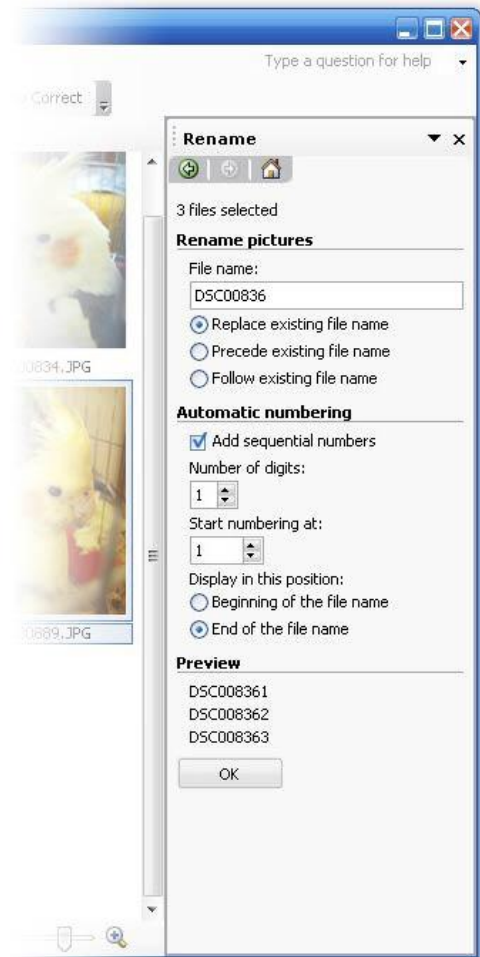 Type a question for help
Correct
Rename
3 files selected
Rename pictures
File name:
DSC00836
Replace existing file name
Precede existing file name
Follow existing file name
Automatic numbering
Add sequential numbers
Number of digits:
1
Start numbering at:
1
Display in this position:
Beginning of the file name
End of the file name
Preview
DSC008361
DSC008362
DSC008363
OK
00834.JPG
00689.JPG